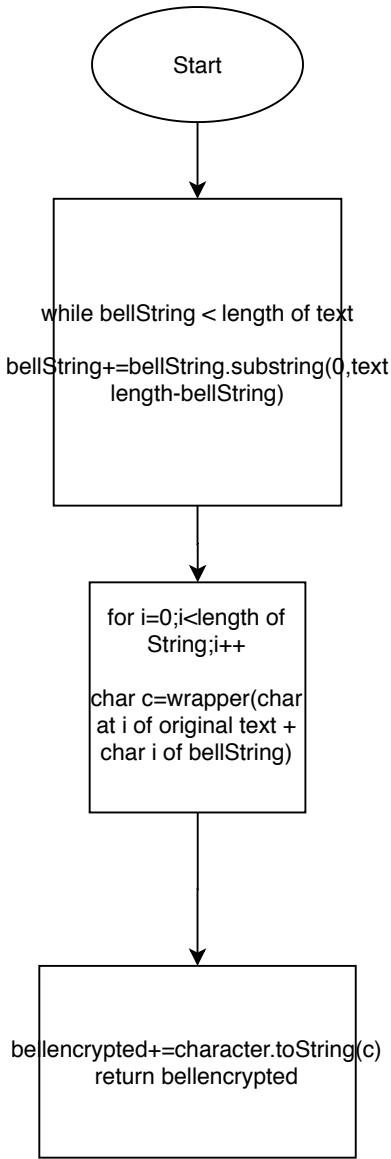 Start
while bellString < length of text
bellString+=bellString.substring(0,text
length-bellString)
for i=0;i<length of
String;i++
char c=wrapper(char
at i of original text +
char i of bellString)
bellencrypted+=character.toString(c)
return bellencrypted